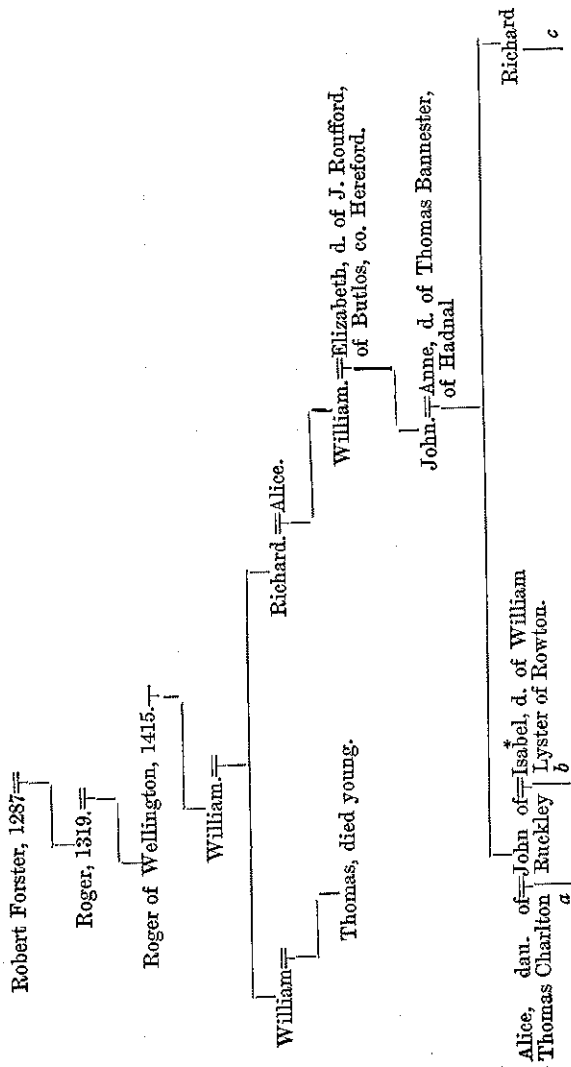 Robert Forster, 1287
Roger, 1319.
Roger of Wellington, 1415.
William.
William
Richard. Alice.
Thomas, died young.
William. Elizabeth, d. of J. Roufford,
of Butlos, co. Hereford.
John. Anne, d. of Thomas Bannester,
of Hadnal
Alice, dau. of John of Isabel,* d. of William
Thomas Charlton Ruckley Lyster of Rowton.
Richard
a
b
c